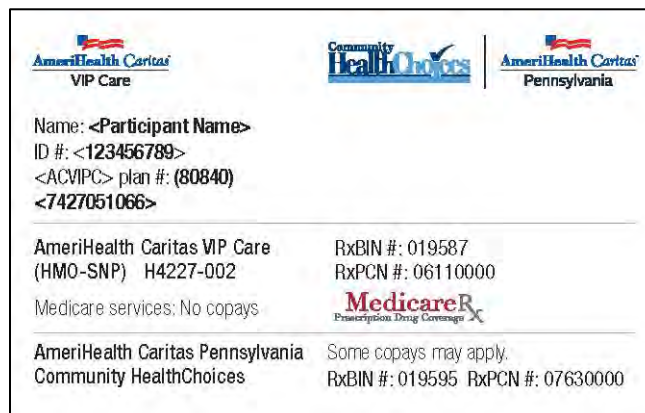 AmeriHealth Caritas
VIP Care
Community
HealthChoices
AmeriHealth Caritas
Pennsylvania
Name: <Participant Name>
ID #: <123456789>
<ACVIPC> plan #: (80840)
<7427051066>
AmeriHealth Caritas VIP Care
(HMO-SNP) H4227-002
Medicare services: No copays
RxBIN #: 019587
RxPCN #: 06110000
MedicareRx
Prescription Drug Coverage
AmeriHealth Caritas Pennsylvania
Community HealthChoices
Some copays may apply.
RxBIN #: 019595 RxPCN #: 07630000